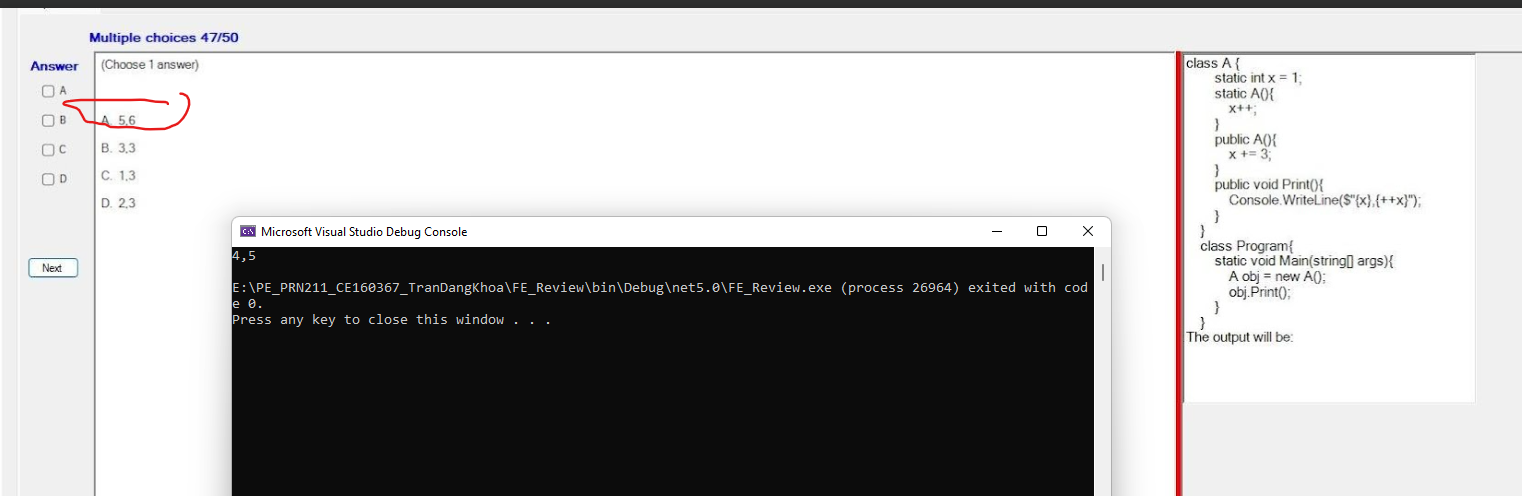 Multiple choices 47/50
Answer
(Choose 1 answer)
A
B
C
D
A. 5,6
B. 3,3
C. 1,3
D. 2,3
Next
Microsoft Visual Studio Debug Console
4,5
E:\PE_PRN211_CE160367_TranDangKhoa\FE_Review\bin\Debug\net5.0\FE_Review.exe (process 26964) exited with cod
e 0.
Press any key to close this window . . .
class A {
static int x = 1;
static A(){
x++;
}
public A(){
x += 3;
}
public void Print(){
Console.WriteLine($"{x},{++x}");
}
}
class Program{
static void Main(string[] args){
A obj = new A();
obj.Print();
}
}
The output will be: